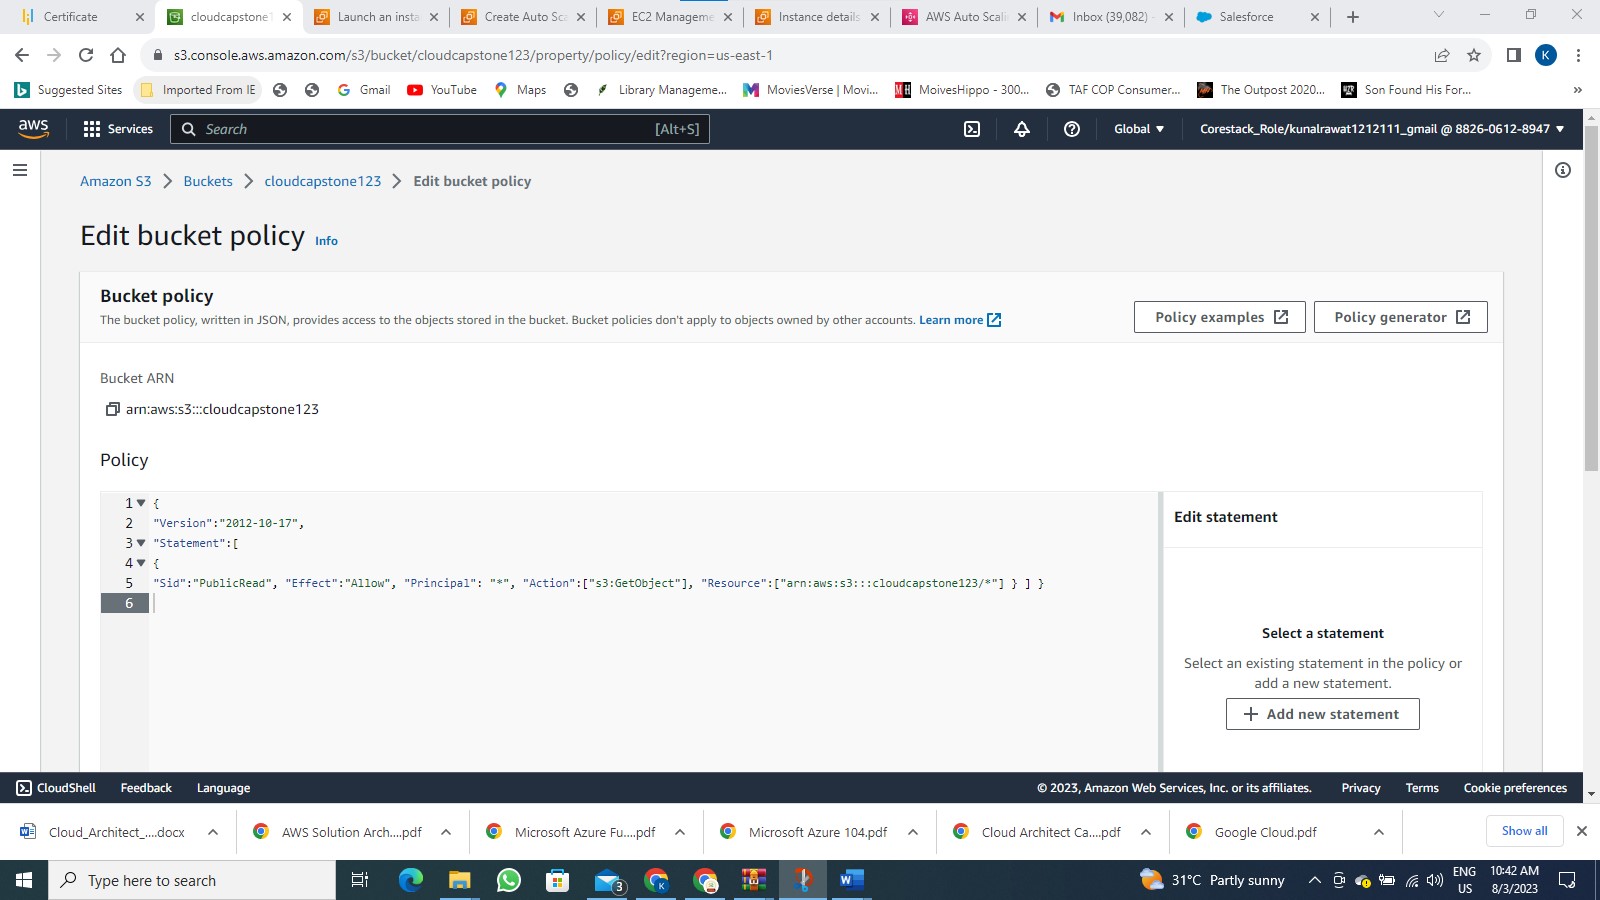 Certificate
cloudcapstone1
Launch an insta
Create Auto Sc
EC2 Manageme
Instance details
AWS Auto Scali
Inbox (39,082) -
Salesforce
s3.console.aws.amazon.com/s3/bucket/cloudcapstone123/property/policy/edit?region=us-east-1
K
Suggested Sites
Imported From IE
Gmail
YouTube
Maps
Library Manageme...
MoviesVerse | Movi...
MoivesHippo - 300...
TAF COP Consumer...
The Outpost 2020...
Son Found His For...
»
aws
Services
Search
[Alt+S]
Global
Corestack_Role/kunalrawat1212111_gmail @ 8826-0612-8947
Amazon S3 > Buckets > cloudcapstone123 > Edit bucket policy
Edit bucket policy Info
Bucket policy
The bucket policy, written in JSON, provides access to the objects stored in the bucket. Bucket policies don't apply to objects owned by other accounts. Learn more
Policy examples
Policy generator
Bucket ARN
arn:aws:s3:::cloudcapstone123
Policy
1 {
2 "Version":"2012-10-17",
3 "Statement":[
4 {
5 "Sid":"PublicRead", "Effect":"Allow", "Principal": "*", "Action":["s3:GetObject"], "Resource":["arn:aws:s3:::cloudcapstone123/*"] } ] }
6
Edit statement
Select a statement
Select an existing statement in the policy or
add a new statement.
+ Add new statement
CloudShell
Feedback
Language
© 2023, Amazon Web Services, Inc. or its affiliates.
Privacy
Terms
Cookie preferences
Cloud_Architect_....docx
AWS Solution Arch....pdf
Microsoft Azure Fu....pdf
Microsoft Azure 104.pdf
Cloud Architect Ca....pdf
Google Cloud.pdf
Show all
Type here to search
3
K
31°C Partly sunny
ENG
US
10:42 AM
8/3/2023